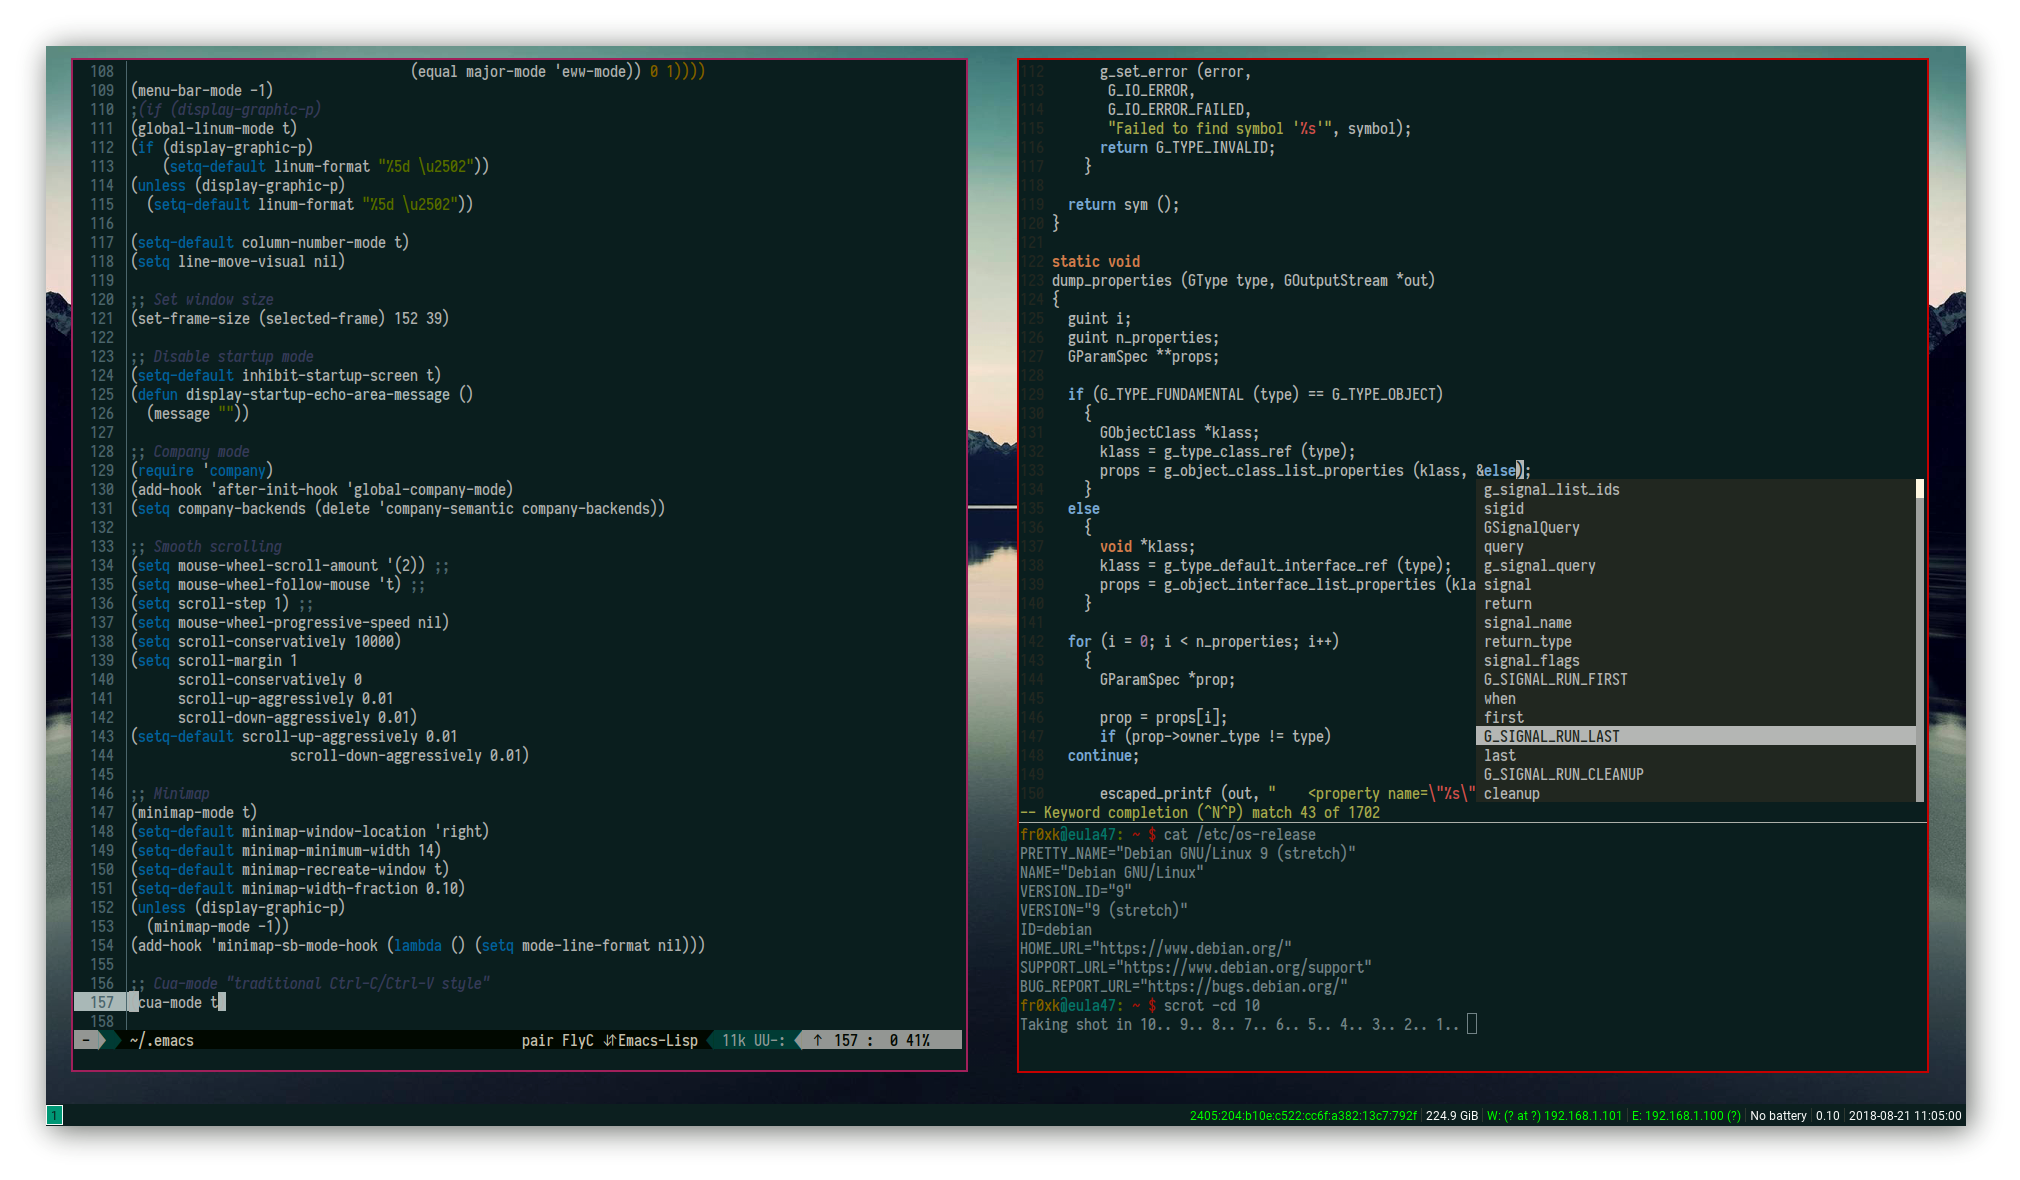 108 (equal major-mode 'eww-mode)) 0 1))))
109 (menu-bar-mode -1)
110 ;(if (display-graphic-p)
111 (global-linum-mode t)
112 (if (display-graphic-p)
113 (setq-default linum-format "%5d \u2502"))
114 (unless (display-graphic-p)
115 (setq-default linum-format "%5d \u2502"))
116
117 (setq-default column-number-mode t)
118 (setq line-move-visual nil)
119
120 ;; Set window size
121 (set-frame-size (selected-frame) 152 39)
122
123 ;; Disable startup mode
124 (setq-default inhibit-startup-screen t)
125 (defun display-startup-echo-area-message ()
126 (message ""))
127
128 ;; Company mode
129 (require 'company)
130 (add-hook 'after-init-hook 'global-company-mode)
131 (setq company-backends (delete 'company-semantic company-backends))
132
133 ;; Smooth scrolling
134 (setq mouse-wheel-scroll-amount '(2)) ;;
135 (setq mouse-wheel-follow-mouse 't) ;;
136 (setq scroll-step 1) ;;
137 (setq mouse-wheel-progressive-speed nil)
138 (setq scroll-conservatively 10000)
139 (setq scroll-margin 1
140 scroll-conservatively 0
141 scroll-up-aggressively 0.01
142 scroll-down-aggressively 0.01)
143 (setq-default scroll-up-aggressively 0.01
144 scroll-down-aggressively 0.01)
145
146 ;; Minimap
147 (minimap-mode t)
148 (setq-default minimap-window-location 'right)
149 (setq-default minimap-minimum-width 14)
150 (setq-default minimap-recreate-window t)
151 (setq-default minimap-width-fraction 0.10)
152 (unless (display-graphic-p)
153 (minimap-mode -1))
154 (add-hook 'minimap-sb-mode-hook (lambda () (setq mode-line-format nil)))
155
156 ;; Cua-mode "traditional Ctrl-C/Ctrl-V style"
157 cua-mode t
158
- ~/.emacs pair FlyC ⇵Emacs-Lisp 11k UU-: ↑ 157 : 0 41%
112 g_set_error (error,
113 G_IO_ERROR,
114 G_IO_ERROR_FAILED,
115 "Failed to find symbol '%s'", symbol);
116 return G_TYPE_INVALID;
117 }
118
119 return sym ();
120 }
121
122 static void
123 dump_properties (GType type, GOutputStream *out)
124 {
125 guint i;
126 guint n_properties;
127 GParamSpec **props;
128
129 if (G_TYPE_FUNDAMENTAL (type) == G_TYPE_OBJECT)
130 {
131 GObjectClass *klass;
132 klass = g_type_class_ref (type);
133 props = g_object_class_list_properties (klass, &else);
134 }
135 else
136 {
137 void *klass;
138 klass = g_type_default_interface_ref (type);
139 props = g_object_interface_list_properties (kla
140 }
141
142 for (i = 0; i < n_properties; i++)
143 {
144 GParamSpec *prop;
145
146 prop = props[i];
147 if (prop->owner_type != type)
148 continue;
149
150 escaped_printf (out, " <property name=\"%s\"
g_signal_list_ids
sigid
GSignalQuery
query
g_signal_query
signal
return
signal_name
return_type
signal_flags
G_SIGNAL_RUN_FIRST
when
first
G_SIGNAL_RUN_LAST
last
G_SIGNAL_RUN_CLEANUP
cleanup
-- Keyword completion (^N^P) match 43 of 1702
fr0xk@eula47: ~ $ cat /etc/os-release
PRETTY_NAME="Debian GNU/Linux 9 (stretch)"
NAME="Debian GNU/Linux"
VERSION_ID="9"
VERSION="9 (stretch)"
ID=debian
HOME_URL="https://www.debian.org/"
SUPPORT_URL="https://www.debian.org/support"
BUG_REPORT_URL="https://bugs.debian.org/"
fr0xk@eula47: ~ $ scrot -cd 10
Taking shot in 10.. 9.. 8.. 7.. 6.. 5.. 4.. 3.. 2.. 1..
1 2405:204:b10e:c522:cc6f:a382:13c7:792f 224.9 GiB W: (? at ?) 192.168.1.101 E: 192.168.1.100 (?) No battery 0.10 2018-08-21 11:05:00